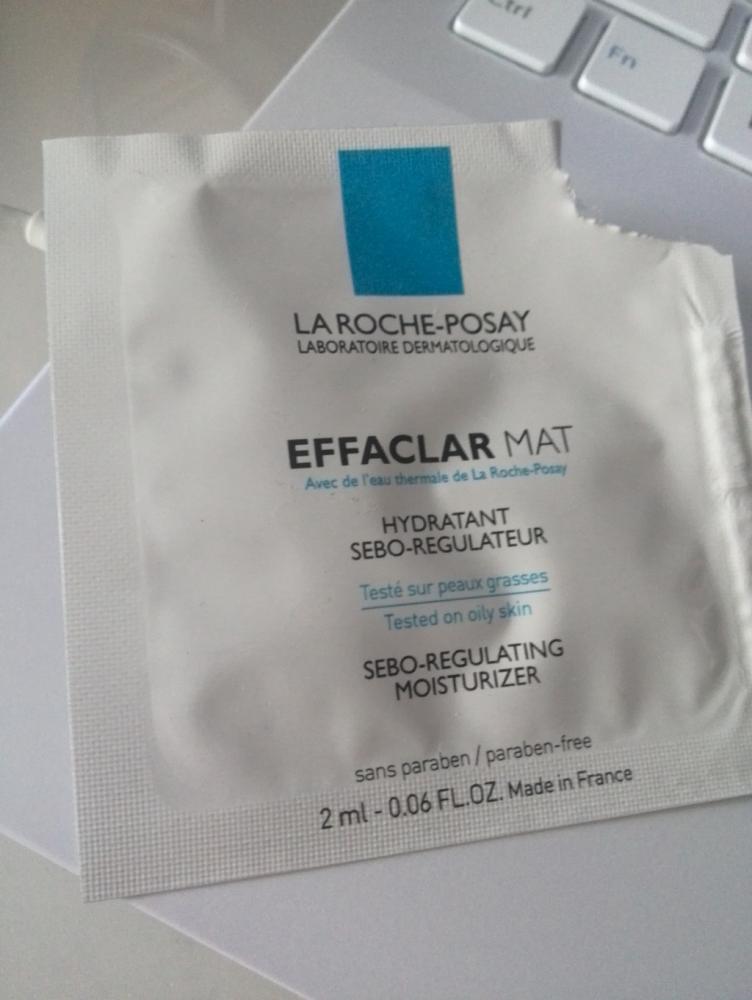 Ctrl
Fn
LA ROCHE-POSAY
LABORATOIRE DERMATOLOGIQUE
EFFACLAR MAT
Avec de l'eau thermale de La Roche-Posay
HYDRATANT
SEBO-REGULATEUR
Testé sur peaux grasses
Tested on oily skin
SEBO-REGULATING
MOISTURIZER
sans paraben / paraben-free
2 ml - 0.06 FL.OZ. Made in France